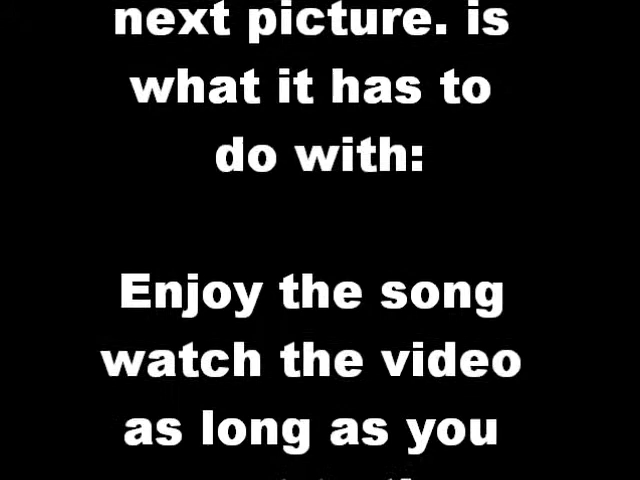 next picture. is
what it has to
do with:
Enjoy the song
watch the video
as long as you